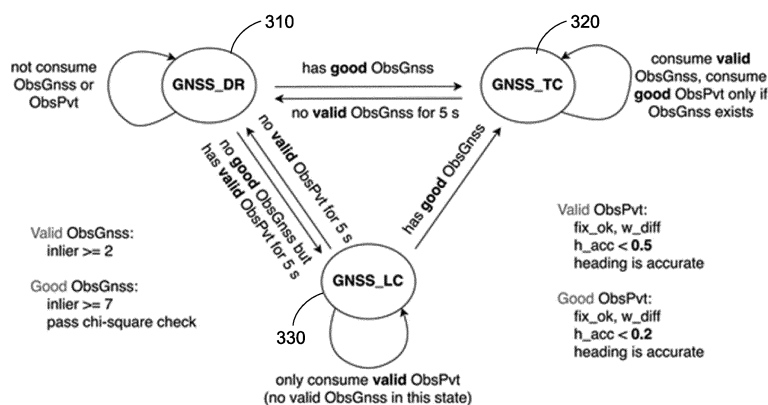 310
320
not consume
ObsGnss or
ObsPvt
GNSS_DR
has good ObsGnss
no valid ObsGnss for 5 s
GNSS_TC
consume valid
ObsGnss, consume
good ObsPvt only if
ObsGnss exists
no valid ObsPvt for 5 s
no good ObsGnss but
has valid ObsPvt for 5 s
has good ObsGnss
Valid ObsGnss:
inlier >= 2
Good ObsGnss:
inlier >= 7
pass chi-square check
GNSS_LC
330
only consume valid ObsPvt
(no valid ObsGnss in this state)
Valid ObsPvt:
fix_ok, w_diff
h_acc < 0.5
heading is accurate
Good ObsPvt:
fix_ok, w_diff
h_acc < 0.2
heading is accurate